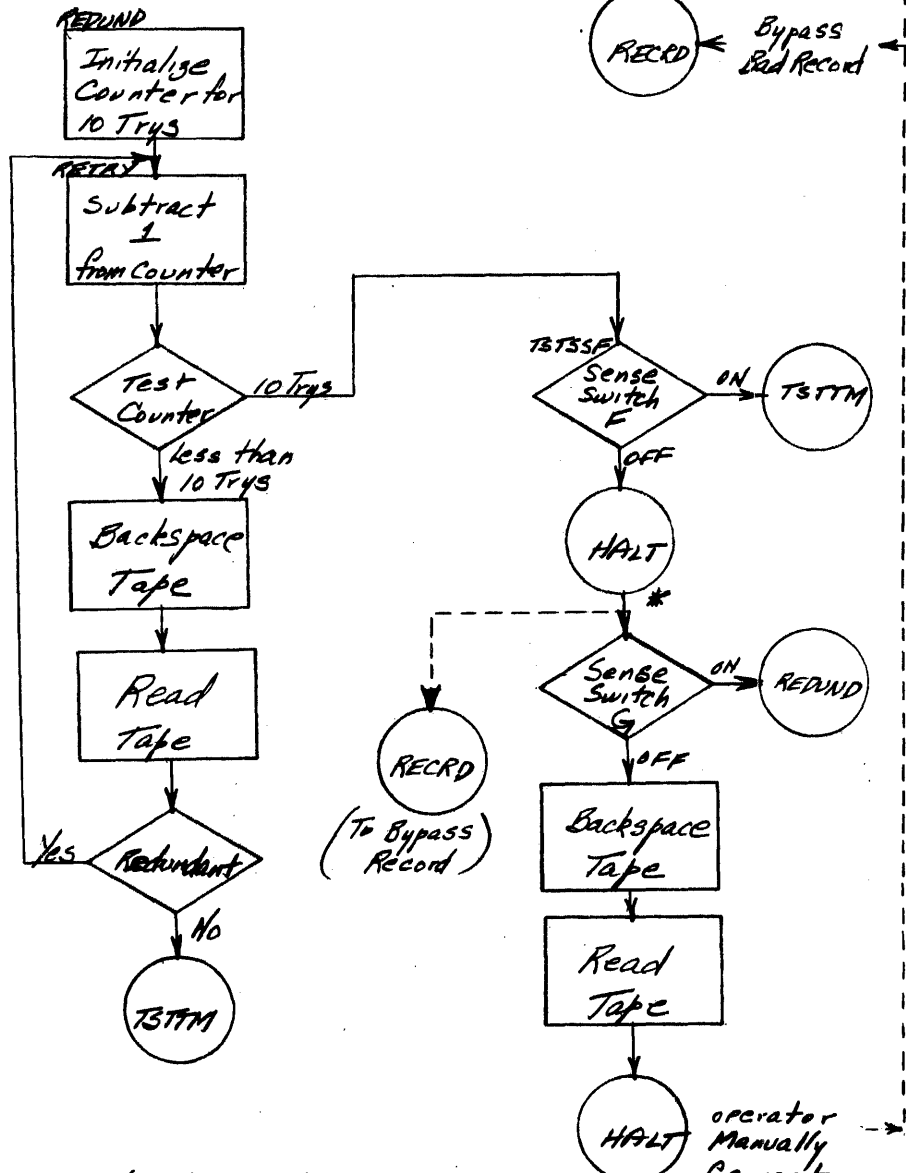 REDUND
Initialize
Counter for
10 Trys
RETRY
Subtract
1
from Counter
Test
Counter
10 Trys
less than
10 Trys
Backspace
Tape
Read
Tape
Redundant
Yes
No
TSTTM
RECRD
Bypass
Bad Record
TSTSSF
Sense
Switch
F
ON
TSTTM
OFF
HALT
*
RECRD
(To Bypass
Record)
Sense
Switch
G
ON
REDUND
OFF
Backspace
Tape
Read
Tape
HALT
operator
Manually